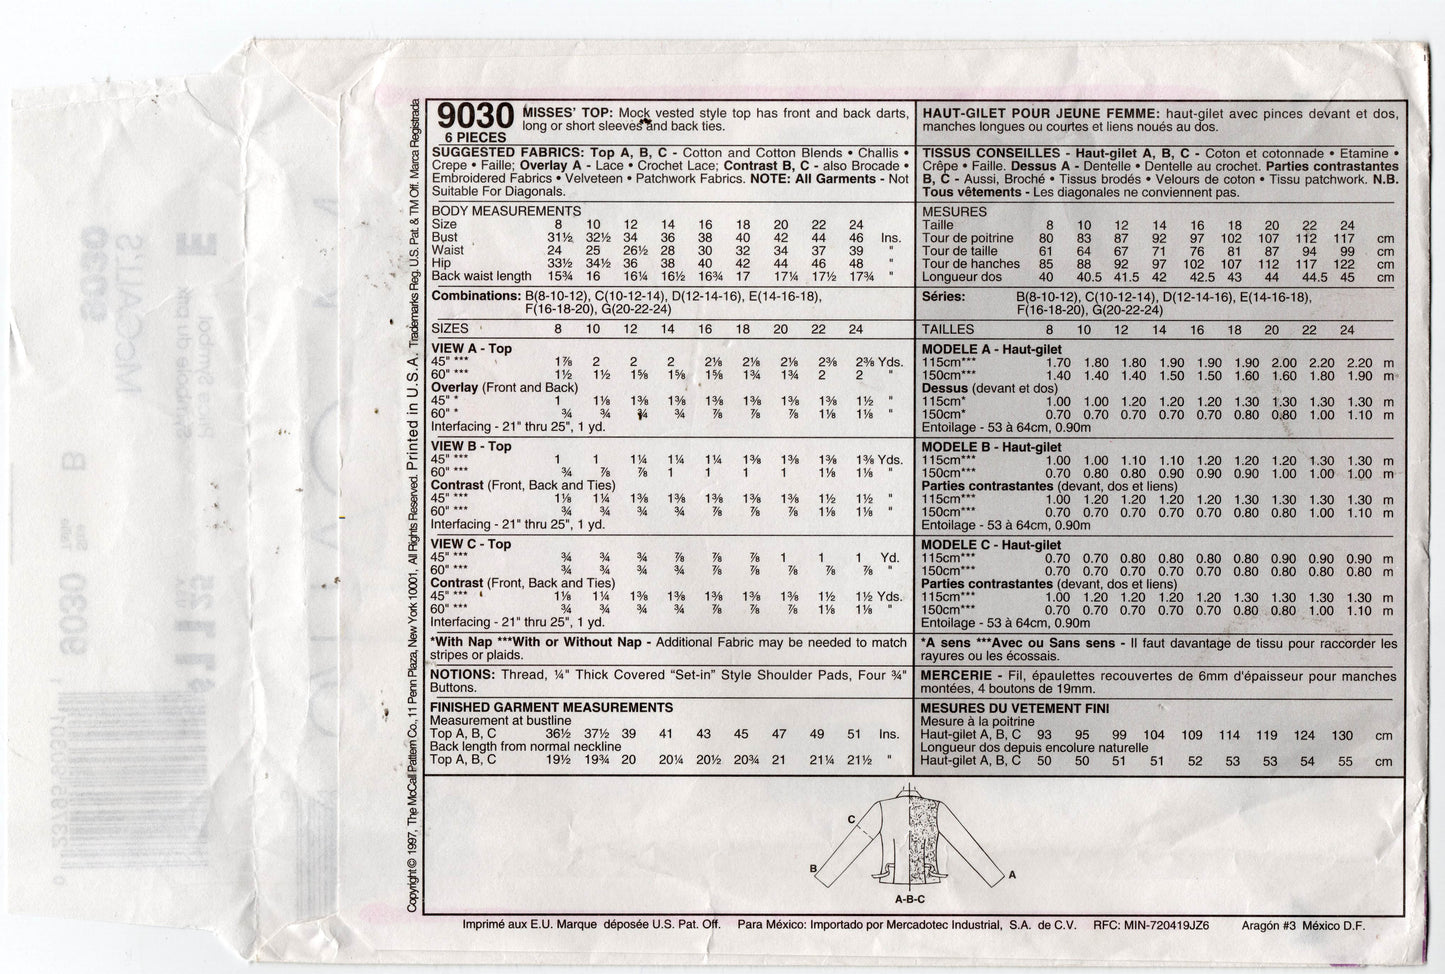 9030
6 PIECES
MISSES' TOP: Mock vested style top has front and back darts,
long or short sleeves and back ties.
SUGGESTED FABRICS: Top A, B, C - Cotton and Cotton Blends • Challis •
Crepe • Faille; Overlay A - Lace • Crochet Lace; Contrast B, C - also Brocade •
Embroidered Fabrics • Velveteen • Patchwork Fabrics. NOTE: All Garments - Not
Suitable For Diagonals.
BODY MEASUREMENTS
Size 8 10 12 14 16 18 20 22 24
Bust 31½ 32½ 34 36 38 40 42 44 46 Ins.
Waist 24 25 26½ 28 30 32 34 37 39 "
Hip 33½ 34½ 36 38 40 42 44 46 48 "
Back waist length 15¾ 16 16¼ 16½ 16¾ 17 17¼ 17½ 17¾ "
Combinations: B(8-10-12), C(10-12-14), D(12-14-16), E(14-16-18),
F(16-18-20), G(20-22-24)
SIZES 8 10 12 14 16 18 20 22 24
VIEW A - Top
45" *** 1⅞ 2 2 2 2⅛ 2⅛ 2⅛ 2⅜ 2⅜ Yds.
60" *** 1½ 1½ 1⅝ 1⅝ 1⅝ 1¾ 1¾ 2 2 "
Overlay (Front and Back)
45" * 1 1⅛ 1⅜ 1⅜ 1⅜ 1⅜ 1⅜ 1⅜ 1½ "
60" * ¾ ¾ ¾ ¾ ⅞ ⅞ ⅞ 1⅛ 1⅛ "
Interfacing - 21" thru 25", 1 yd.
VIEW B - Top
45" *** 1 1 1¼ 1¼ 1¼ 1⅜ 1⅜ 1⅜ 1⅜ Yds.
60" *** ¾ ⅞ ⅞ 1 1 1 1 1⅛ 1⅛ "
Contrast (Front, Back and Ties)
45" *** 1⅛ 1¼ 1⅜ 1⅜ 1⅜ 1⅜ 1⅜ 1½ 1½ "
60" *** ¾ ¾ ¾ ¾ ⅞ ⅞ ⅞ 1⅛ 1⅛ "
Interfacing - 21" thru 25", 1 yd.
VIEW C - Top
45" *** ¾ ¾ ¾ ⅞ ⅞ ⅞ 1 1 1 Yd.
60" *** ¾ ¾ ¾ ¾ ⅞ ⅞ ⅞ ⅞ ⅞ "
Contrast (Front, Back and Ties)
45" *** 1⅛ 1¼ 1⅜ 1⅜ 1⅜ 1⅜ 1⅜ 1½ 1½ Yds.
60" *** ¾ ¾ ¾ ¾ ⅞ ⅞ ⅞ 1⅛ 1⅛ "
Interfacing - 21" thru 25", 1 yd.
*With Nap ***With or Without Nap - Additional Fabric may be needed to match
stripes or plaids.
NOTIONS: Thread, ¼" Thick Covered "Set-in" Style Shoulder Pads, Four ¾"
Buttons.
FINISHED GARMENT MEASUREMENTS
Measurement at bustline
Top A, B, C 36½ 37½ 39 41 43 45 47 49 51 Ins.
Back length from normal neckline
Top A, B, C 19½ 19¾ 20 20¼ 20½ 20¾ 21 21¼ 21½ "
HAUT-GILET POUR JEUNE FEMME: haut-gilet avec pinces devant et dos,
manches longues ou courtes et liens noués au dos.
TISSUS CONSEILLES - Haut-gilet A, B, C - Coton et cotonnade • Etamine •
Crêpe • Faille. Dessus A - Dentelle • Dentelle au crochet. Parties contrastantes
B, C - Aussi, Broché • Tissus brodés • Velours de coton • Tissu patchwork. N.B.
Tous vêtements - Les diagonales ne conviennent pas.
MESURES
Taille 8 10 12 14 16 18 20 22 24
Tour de poitrine 80 83 87 92 97 102 107 112 117 cm
Tour de taille 61 64 67 71 76 81 87 94 99 cm
Tour de hanches 85 88 92 97 102 107 112 117 122 cm
Longueur dos 40 40.5 41.5 42 42.5 43 44 44.5 45 cm
Séries: B(8-10-12), C(10-12-14), D(12-14-16), E(14-16-18),
F(16-18-20), G(20-22-24)
TAILLES 8 10 12 14 16 18 20 22 24
MODELE A - Haut-gilet
115cm*** 1.70 1.80 1.80 1.90 1.90 1.90 2.00 2.20 2.20 m
150cm*** 1.40 1.40 1.40 1.50 1.50 1.60 1.60 1.80 1.90 m
Dessus (devant et dos)
115cm* 1.00 1.00 1.20 1.20 1.30 1.30 1.30 1.30 1.30 m
150cm* 0.70 0.70 0.70 0.70 0.70 0.80 0.80 1.00 1.10 m
Entoilage - 53 à 64cm, 0.90m
MODELE B - Haut-gilet
115cm*** 1.00 1.00 1.10 1.10 1.20 1.20 1.20 1.30 1.30 m
150cm*** 0.70 0.80 0.80 0.90 0.90 0.90 1.00 1.00 1.00 m
Parties contrastantes (devant, dos et liens)
115cm*** 1.00 1.20 1.20 1.20 1.20 1.30 1.30 1.30 1.30 m
150cm*** 0.70 0.70 0.70 0.70 0.70 0.80 0.80 1.00 1.10 m
Entoilage - 53 à 64cm, 0.90m
MODELE C - Haut-gilet
115cm*** 0.70 0.70 0.80 0.80 0.80 0.80 0.90 0.90 0.90 m
150cm*** 0.70 0.70 0.70 0.70 0.70 0.80 0.80 0.80 0.80 m
Parties contrastantes (devant, dos et liens)
115cm*** 1.00 1.20 1.20 1.20 1.20 1.30 1.30 1.30 1.30 m
150cm*** 0.70 0.70 0.70 0.70 0.70 0.80 0.80 1.00 1.10 m
Entoilage - 53 à 64cm, 0.90m
*A sens ***Avec ou Sans sens - Il faut davantage de tissu pour raccorder les
rayures ou les écossais.
MERCERIE - Fil, épaulettes recouvertes de 6mm d'épaisseur pour manches
montées, 4 boutons de 19mm.
MESURES DU VETEMENT FINI
Mesure à la poitrine
Haut-gilet A, B, C 93 95 99 104 109 114 119 124 130 cm
Longueur dos depuis encolure naturelle
Haut-gilet A, B, C 50 50 51 51 52 53 53 54 55 cm
C
B
A
A-B-C
Imprimé aux E.U. Marque déposée U.S. Pat. Off. Para México: Importado por Mercadotec Industrial, S.A. de C.V. RFC: MIN-720419JZ6 Aragón #3 México D.F.
Copyright © 1997, The McCall Pattern Co., 11 Penn Plaza, New York 10001, All Rights Reserved. Printed in U.S.A. Trademarks Reg. U.S. Pat. & TM Off. Marca Registrada
McCALL'S
9030
E
B
9030